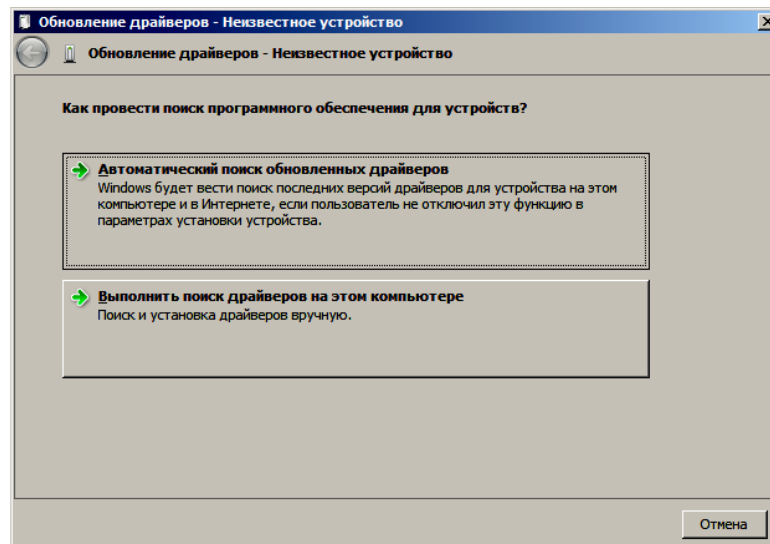 Обновление драйверов - Неизвестное устройство
Обновление драйверов - Неизвестное устройство
Как провести поиск программного обеспечения для устройств?
Автоматический поиск обновленных драйверов
Windows будет вести поиск последних версий драйверов для устройства на этом
компьютере и в Интернете, если пользователь не отключил эту функцию в
параметрах установки устройства.
Выполнить поиск драйверов на этом компьютере
Поиск и установка драйверов вручную.
Отмена